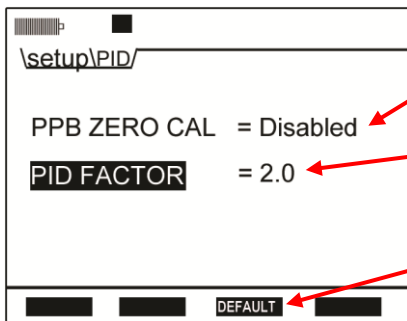 \setup\PID/
PPB ZERO CAL = Disabled
PID FACTOR = 2.0
DEFAULT